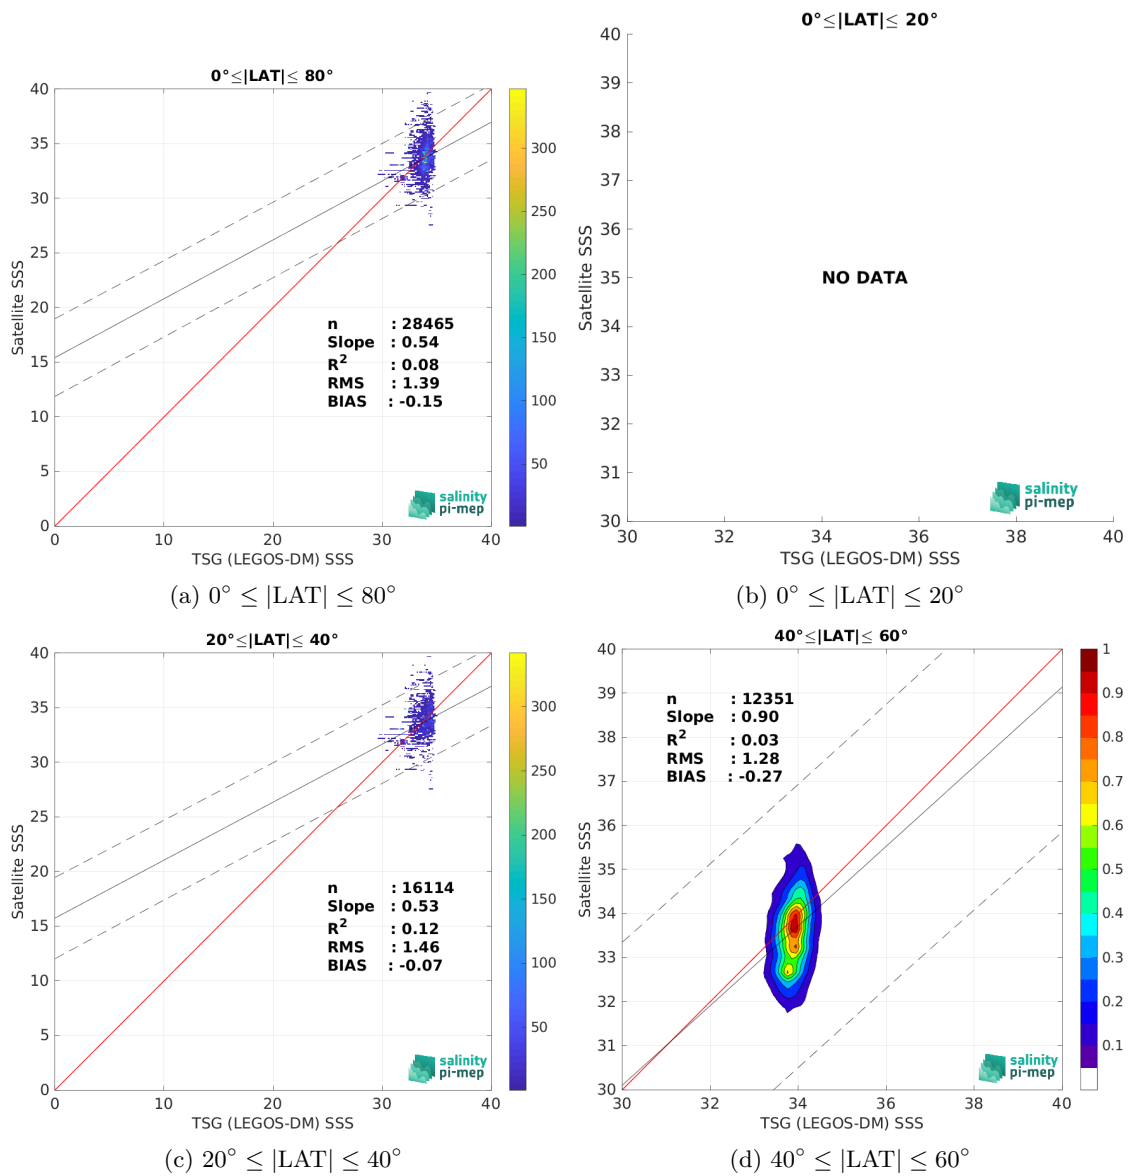 0°≤|LAT|≤ 80°
40
35
30
25
20
15
10
5
0
Satellite SSS
n : 28465
Slope : 0.54
R² : 0.08
RMS : 1.39
BIAS : -0.15
salinity
pi-mep
0 10 20 30 40
TSG (LEGOS-DM) SSS
300
250
200
150
100
50
(a) 0° ≤ |LAT| ≤ 80°
0°≤|LAT|≤ 20°
40
39
38
37
36
35
34
33
32
31
30
Satellite SSS
NO DATA
salinity
pi-mep
30 32 34 36 38 40
TSG (LEGOS-DM) SSS
(b) 0° ≤ |LAT| ≤ 20°
20°≤|LAT|≤ 40°
40
35
30
25
20
15
10
5
0
Satellite SSS
n : 16114
Slope : 0.53
R² : 0.12
RMS : 1.46
BIAS : -0.07
salinity
pi-mep
0 10 20 30 40
TSG (LEGOS-DM) SSS
300
250
200
150
100
50
(c) 20° ≤ |LAT| ≤ 40°
40°≤|LAT|≤ 60°
40
39
38
37
36
35
34
33
32
31
30
Satellite SSS
n : 12351
Slope : 0.90
R² : 0.03
RMS : 1.28
BIAS : -0.27
salinity
pi-mep
30 32 34 36 38 40
TSG (LEGOS-DM) SSS
1
0.9
0.8
0.7
0.6
0.5
0.4
0.3
0.2
0.1
(d) 40° ≤ |LAT| ≤ 60°